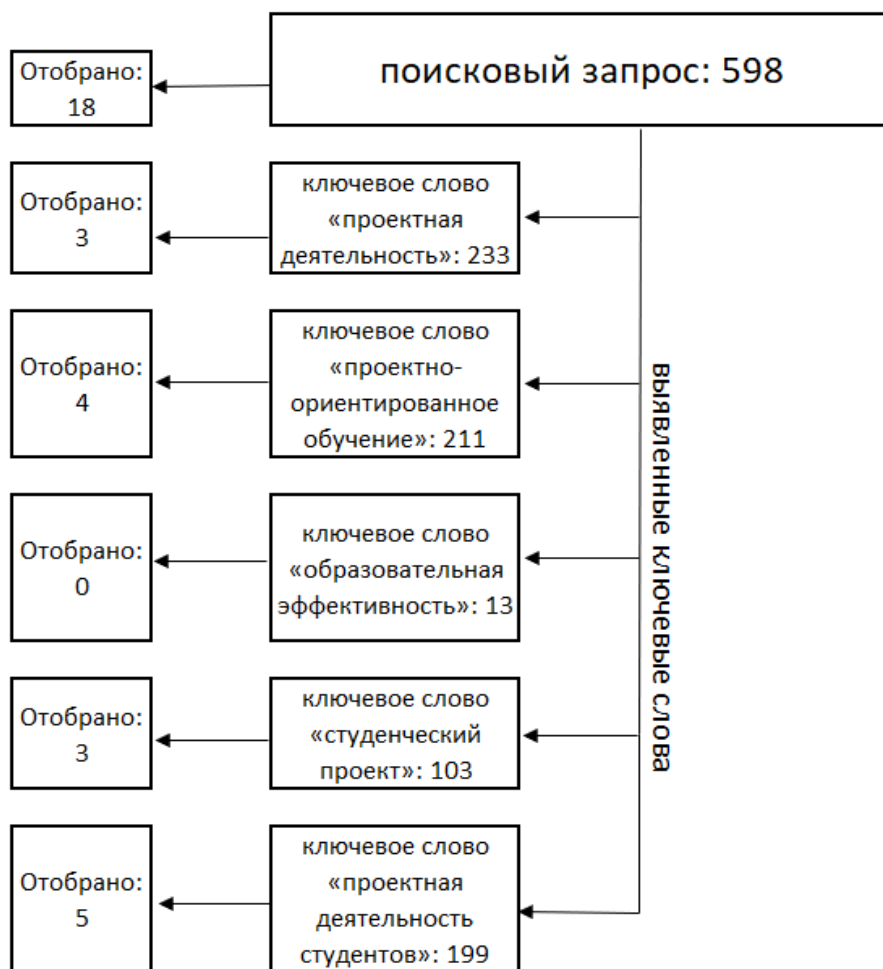 поисковый запрос: 598
Отобрано:
18
ключевое слово
«проектная
деятельность»: 233
Отобрано:
3
ключевое слово
«проектно-
ориентированное
обучение»: 211
Отобрано:
4
выявленные ключевые слова
ключевое слово
«образовательная
эффективность»: 13
Отобрано:
0
ключевое слово
«студенческий
проект»: 103
Отобрано:
3
ключевое слово
«проектная
деятельность
студентов»: 199
Отобрано:
5